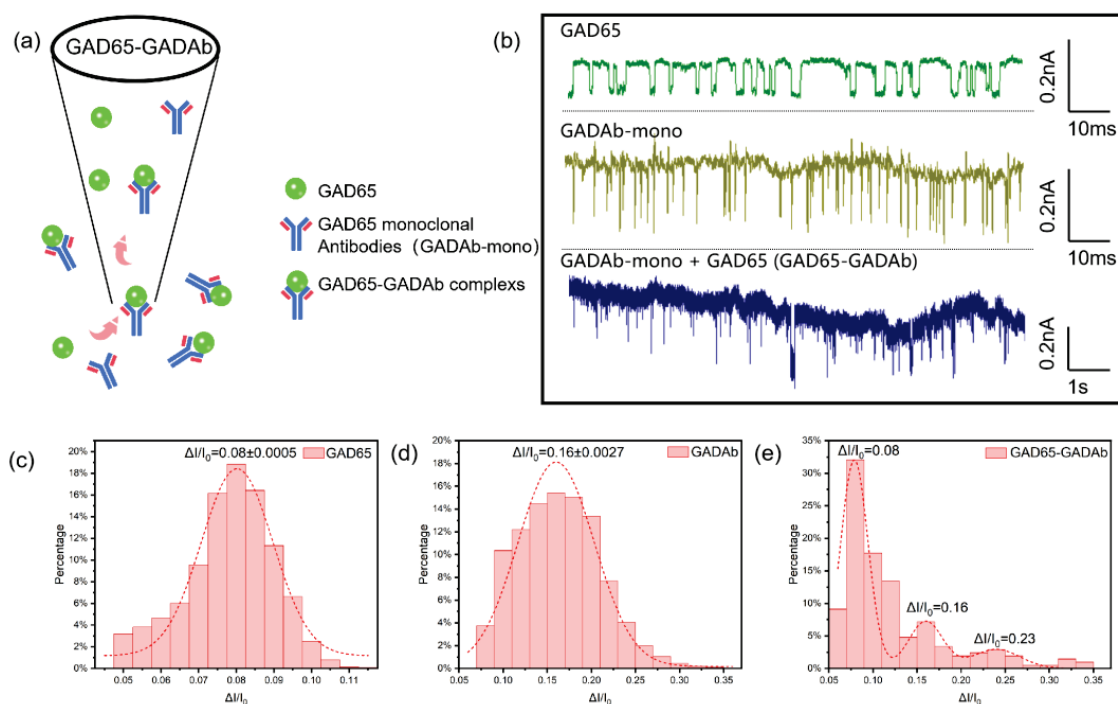 (a)
GAD65-GADAb
GAD65
GAD65 monoclonal
Antibodies (GADAb-mono)
GAD65-GADAb complexs
(b)
GAD65
0.2nA
10ms
GADAb-mono
0.2nA
10ms
GADAb-mono + GAD65 (GAD65-GADAb)
0.2nA
1s
(c)
ΔI/I0=0.08±0.0005
GAD65
20%
18%
16%
14%
12%
10%
8%
6%
4%
2%
0%
Percentage
0.05
0.06
0.07
0.08
0.09
0.10
0.11
ΔI/I0
(d)
ΔI/I0=0.16±0.0027
GADAb
20%
18%
16%
14%
12%
10%
8%
6%
4%
2%
0%
Percentage
0.05
0.10
0.15
0.20
0.25
0.30
0.35
ΔI/I0
(e)
ΔI/I0=0.08
GAD65-GADAb
ΔI/I0=0.16
ΔI/I0=0.23
35%
30%
25%
20%
15%
10%
5%
0%
Percentage
0.05
0.10
0.15
0.20
0.25
0.30
0.35
ΔI/I0